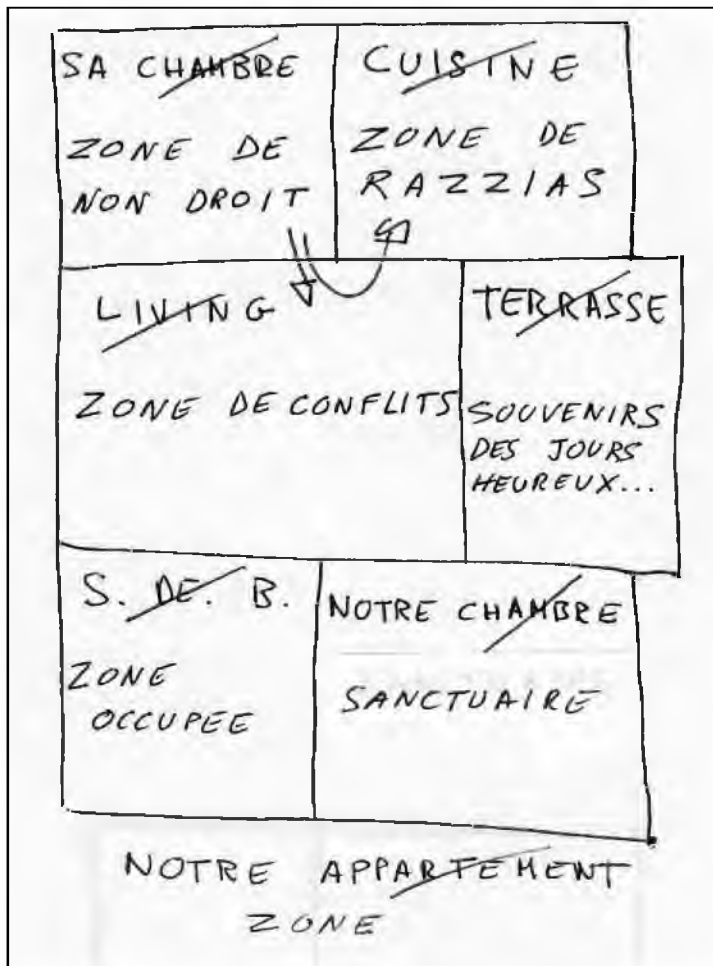 SA CHAMBRE
ZONE DE
NON DROIT
CUISINE
ZONE DE
RAZZIAS
LIVING
ZONE DE CONFLITS
TERRASSE
SOUVENIRS
DES JOURS
HEUREUX...
S. DE. B.
ZONE
OCCUPEE
NOTRE CHAMBRE
SANCTUAIRE
NOTRE APPARTEMENT
ZONE